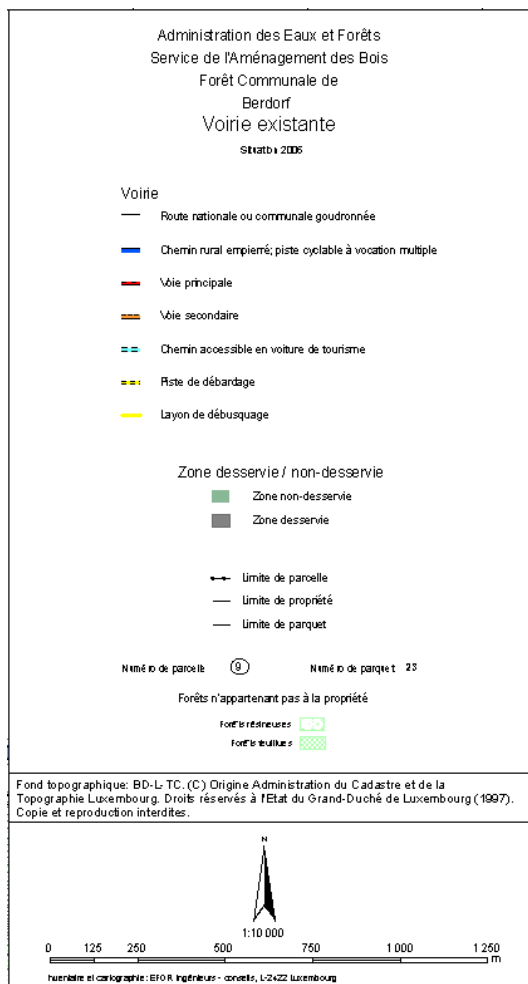 Administration des Eaux et Forêts
Service de l'Aménagement des Bois
Forêt Communale de
Berdorf
Voirie existante
Situation 2006
Voirie
Route nationale ou communale goudronnée
Chemin rural empierré; piste cyclable à vocation multiple
Voie principale
Voie secondaire
Chemin accessible en voiture de tourisme
Piste de débardage
Layon de débusquage
Zone desservie / non-desservie
Zone non-desservie
Zone desservie
Limite de parcelle
Limite de propriété
Limite de parquet
Numéro de parcelle 9 Numéro de parquet 23
Forêts n'appartenant pas à la propriété
Forêts résineuses
Forêts feuillues
Fond topographique: BD-L-TC. (C) Origine Administration du Cadastre et de la
Topographie Luxembourg. Droits réservés à l'Etat du Grand-Duché de Luxembourg (1997).
Copie et reproduction interdites.
N
1:10 000
0 125 250 500 750 1 000 1 250
m
Inventaire et cartographie: EFOR ingénieurs - conseils, L-2422 Luxembourg